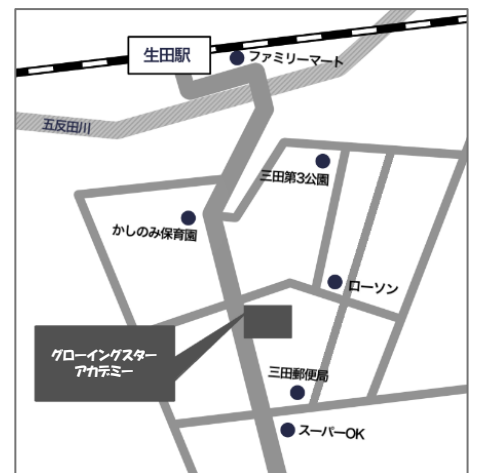 生田駅
ファミリーマート
五反田川
三田第3公園
かしのみ保育園
ローソン
グローイングスター
アカデミー
三田郵便局
スーパーOK